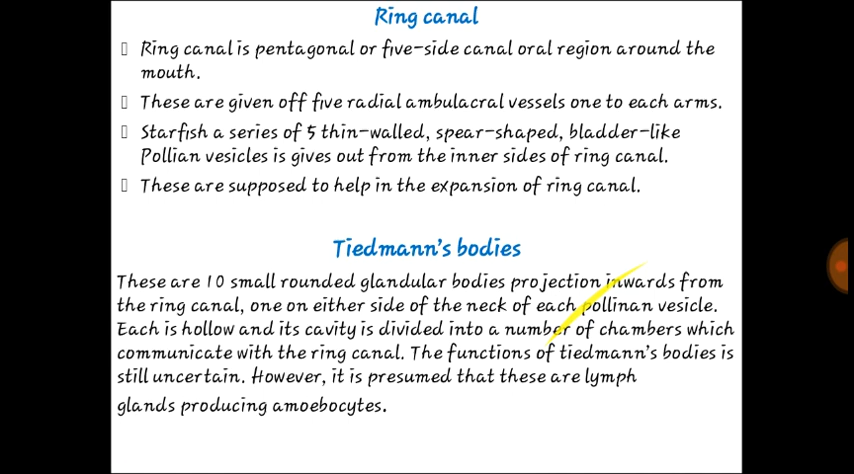 Ring canal
Ring canal is pentagonal or five-side canal oral region around the
mouth.
These are given off five radial ambulacral vessels one to each arms.
Starfish a series of 5 thin-walled, spear-shaped, bladder-like
Pollian vesicles is gives out from the inner sides of ring canal.
These are supposed to help in the expansion of ring canal.
Tiedmann's bodies
These are 10 small rounded glandular bodies projection inwards from
the ring canal, one on either side of the neck of each pollinan vesicle.
Each is hollow and its cavity is divided into a number of chambers which
communicate with the ring canal. The functions of tiedmann's bodies is
still uncertain. However, it is presumed that these are lymph
glands producing amoebocytes.